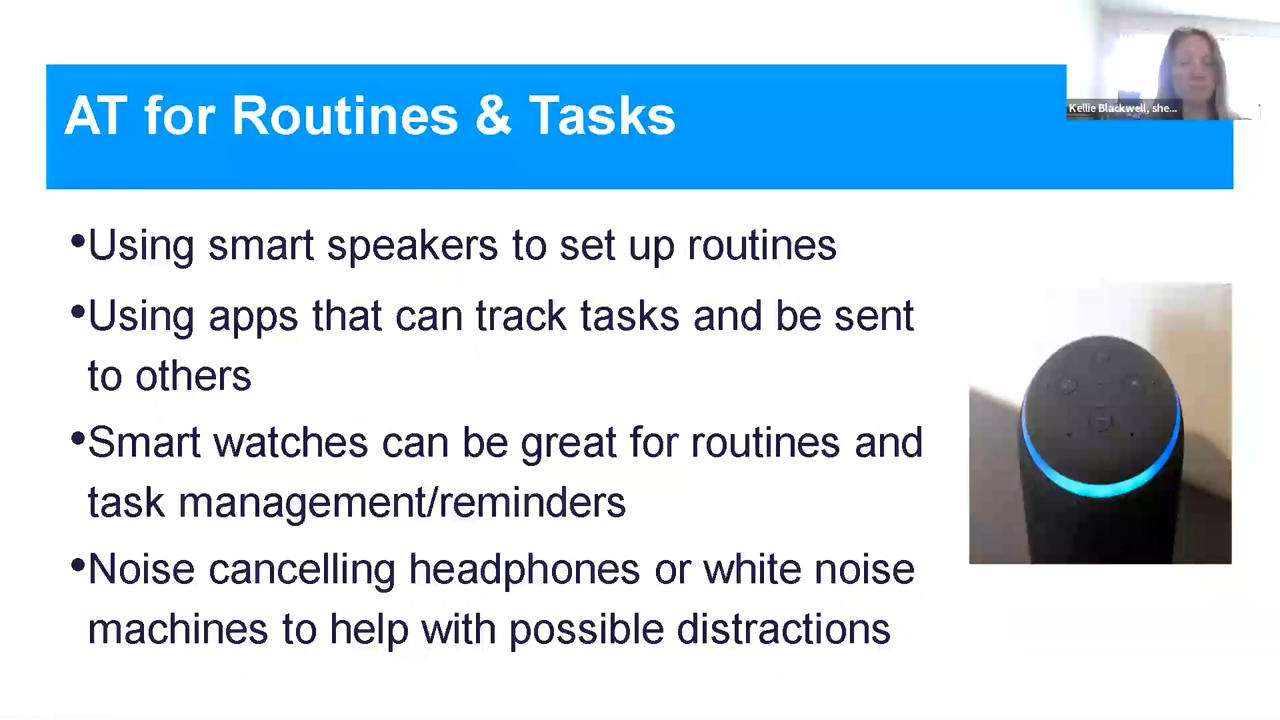 AT for Routines & Tasks
Kellie Blackwell, she...
•Using smart speakers to set up routines
•Using apps that can track tasks and be sent
to others
•Smart watches can be great for routines and
task management/reminders
•Noise cancelling headphones or white noise
machines to help with possible distractions